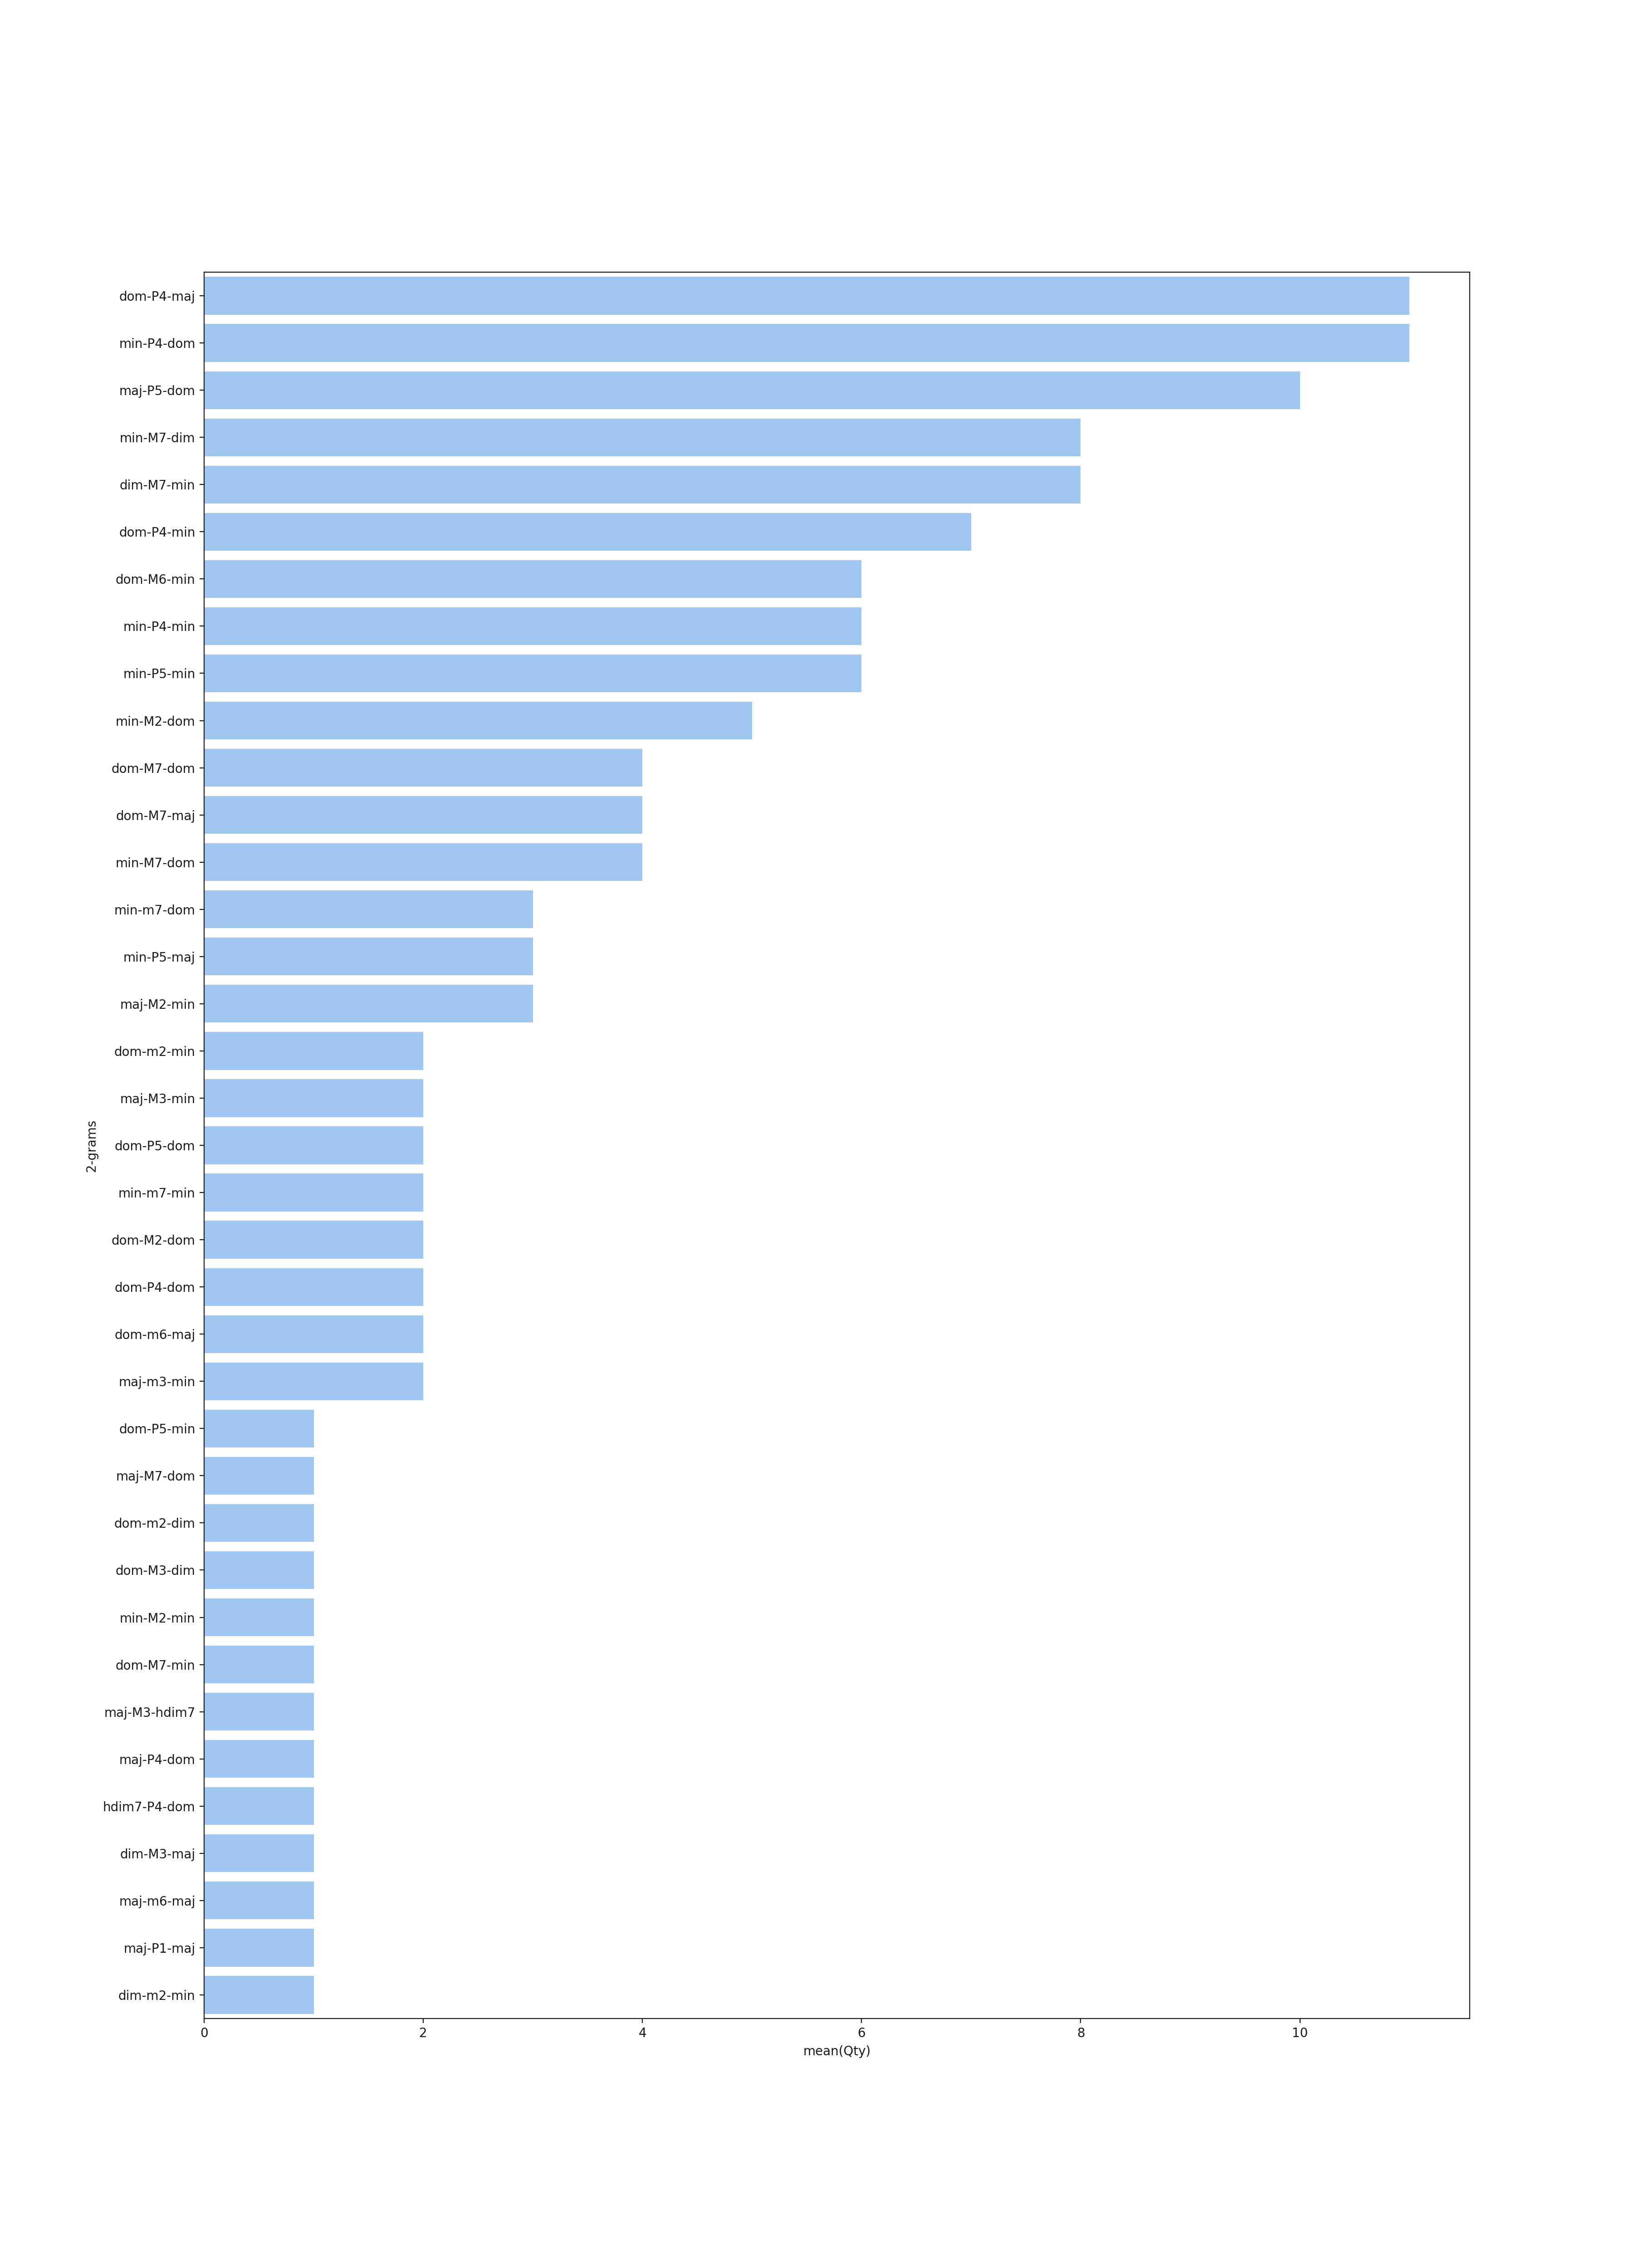 dom-P4-maj
min-P4-dom
maj-P5-dom
min-M7-dim
dim-M7-min
dom-P4-min
dom-M6-min
min-P4-min
min-P5-min
min-M2-dom
dom-M7-dom
dom-M7-maj
min-M7-dom
min-m7-dom
min-P5-maj
maj-M2-min
dom-m2-min
maj-M3-min
dom-P5-dom
min-m7-min
dom-M2-dom
dom-P4-dom
dom-m6-maj
maj-m3-min
dom-P5-min
maj-M7-dom
dom-m2-dim
dom-M3-dim
min-M2-min
dom-M7-min
maj-M3-hdim7
maj-P4-dom
hdim7-P4-dom
dim-M3-maj
maj-m6-maj
maj-P1-maj
dim-m2-min
2-grams
0 2 4 6 8 10
mean(Qty)